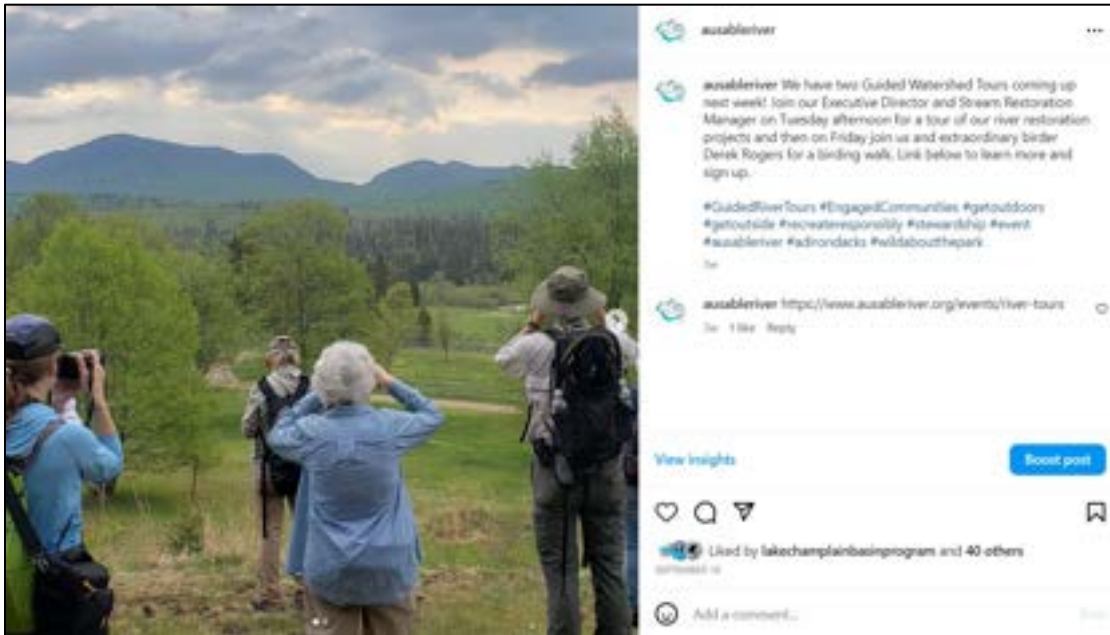 ausableriver
ausableriver We have two Guided Watershed Tours coming up
next week! Join our Executive Director and Stream Restoration
Manager on Tuesday afternoon for a tour of our river restoration
projects and then on Friday join us and extraordinary birder
Derek Rogers for a birding walk. Link below to learn more and
sign up.
#GuidedRiverTours #EngagedCommunities #getoutdoors
#getoutside #recreateresponsibly #stewardship #event
#ausableriver #adirondacks #wildaboutthepark
ausableriver https://www.ausableriver.org/events/river-tours
1 like Reply
View insights
Boost post
Liked by lakechamplainbasinprogram and 40 others
SEPTEMBER
Add a comment...